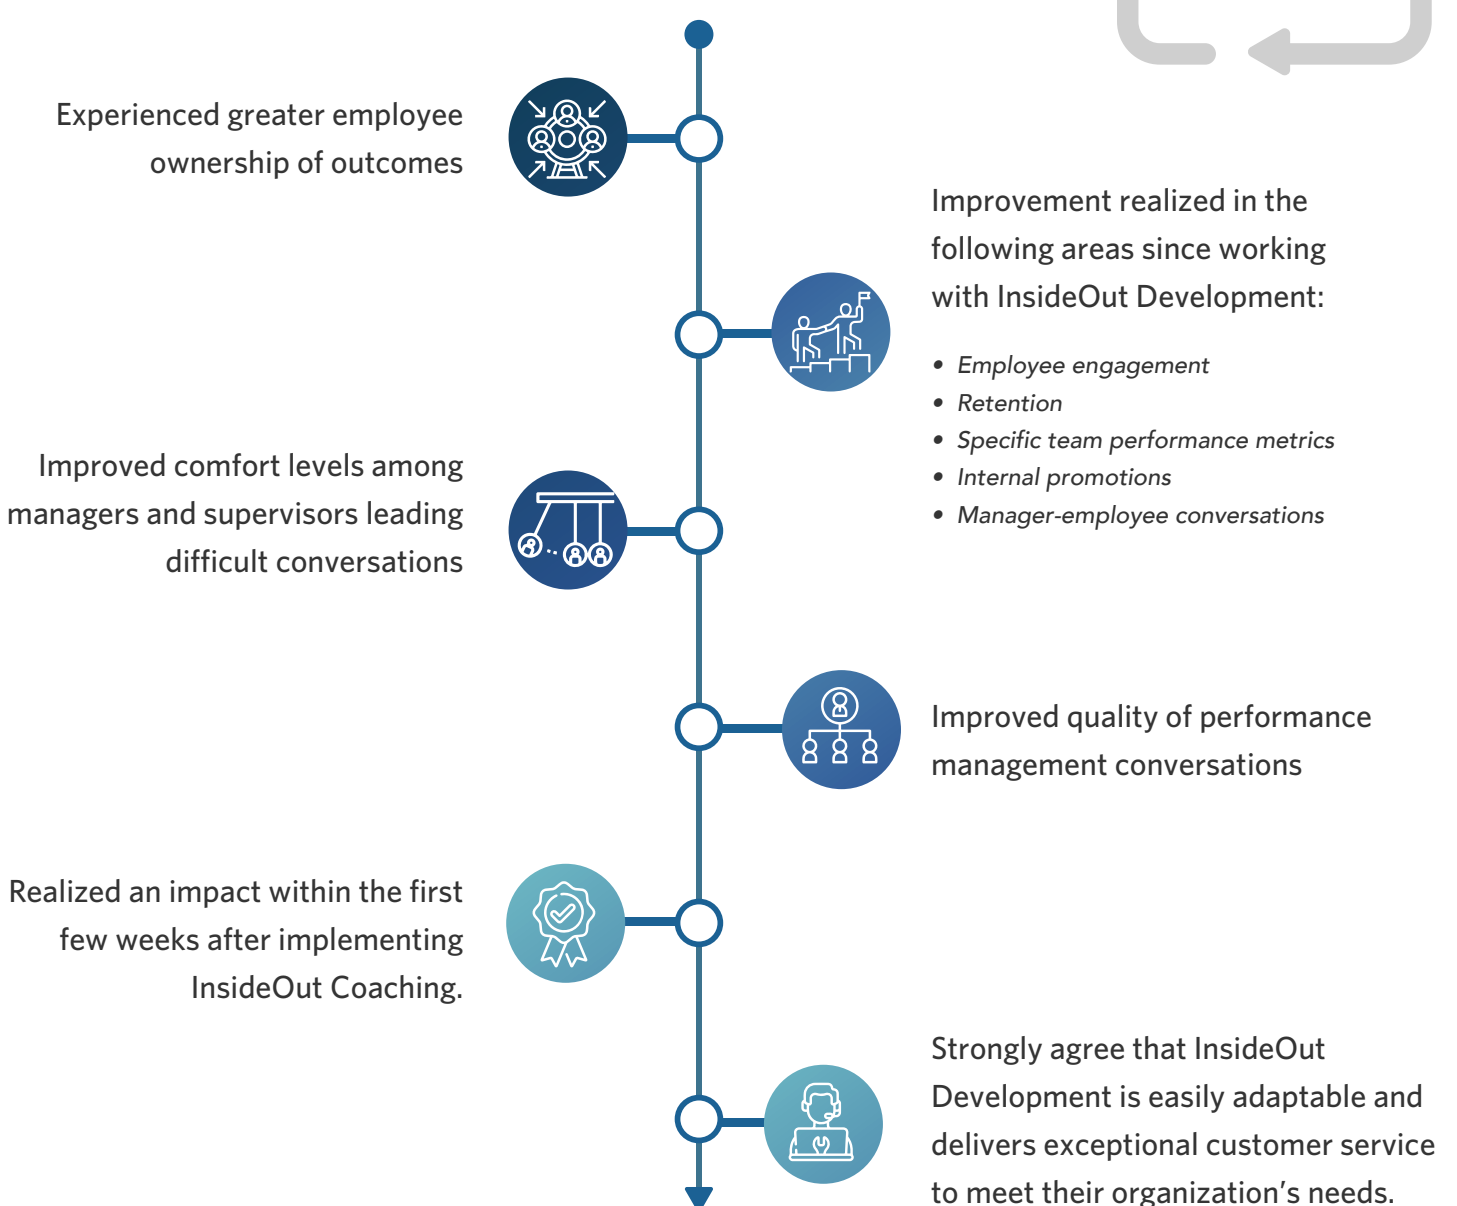 Experienced greater employee
ownership of outcomes
Improvement realized in the
following areas since working
with InsideOut Development:
• Employee engagement
• Retention
• Specific team performance metrics
• Internal promotions
• Manager-employee conversations
Improved comfort levels among
managers and supervisors leading
difficult conversations
Improved quality of performance
management conversations
Realized an impact within the first
few weeks after implementing
InsideOut Coaching.
Strongly agree that InsideOut
Development is easily adaptable and
delivers exceptional customer service
to meet their organization’s needs.